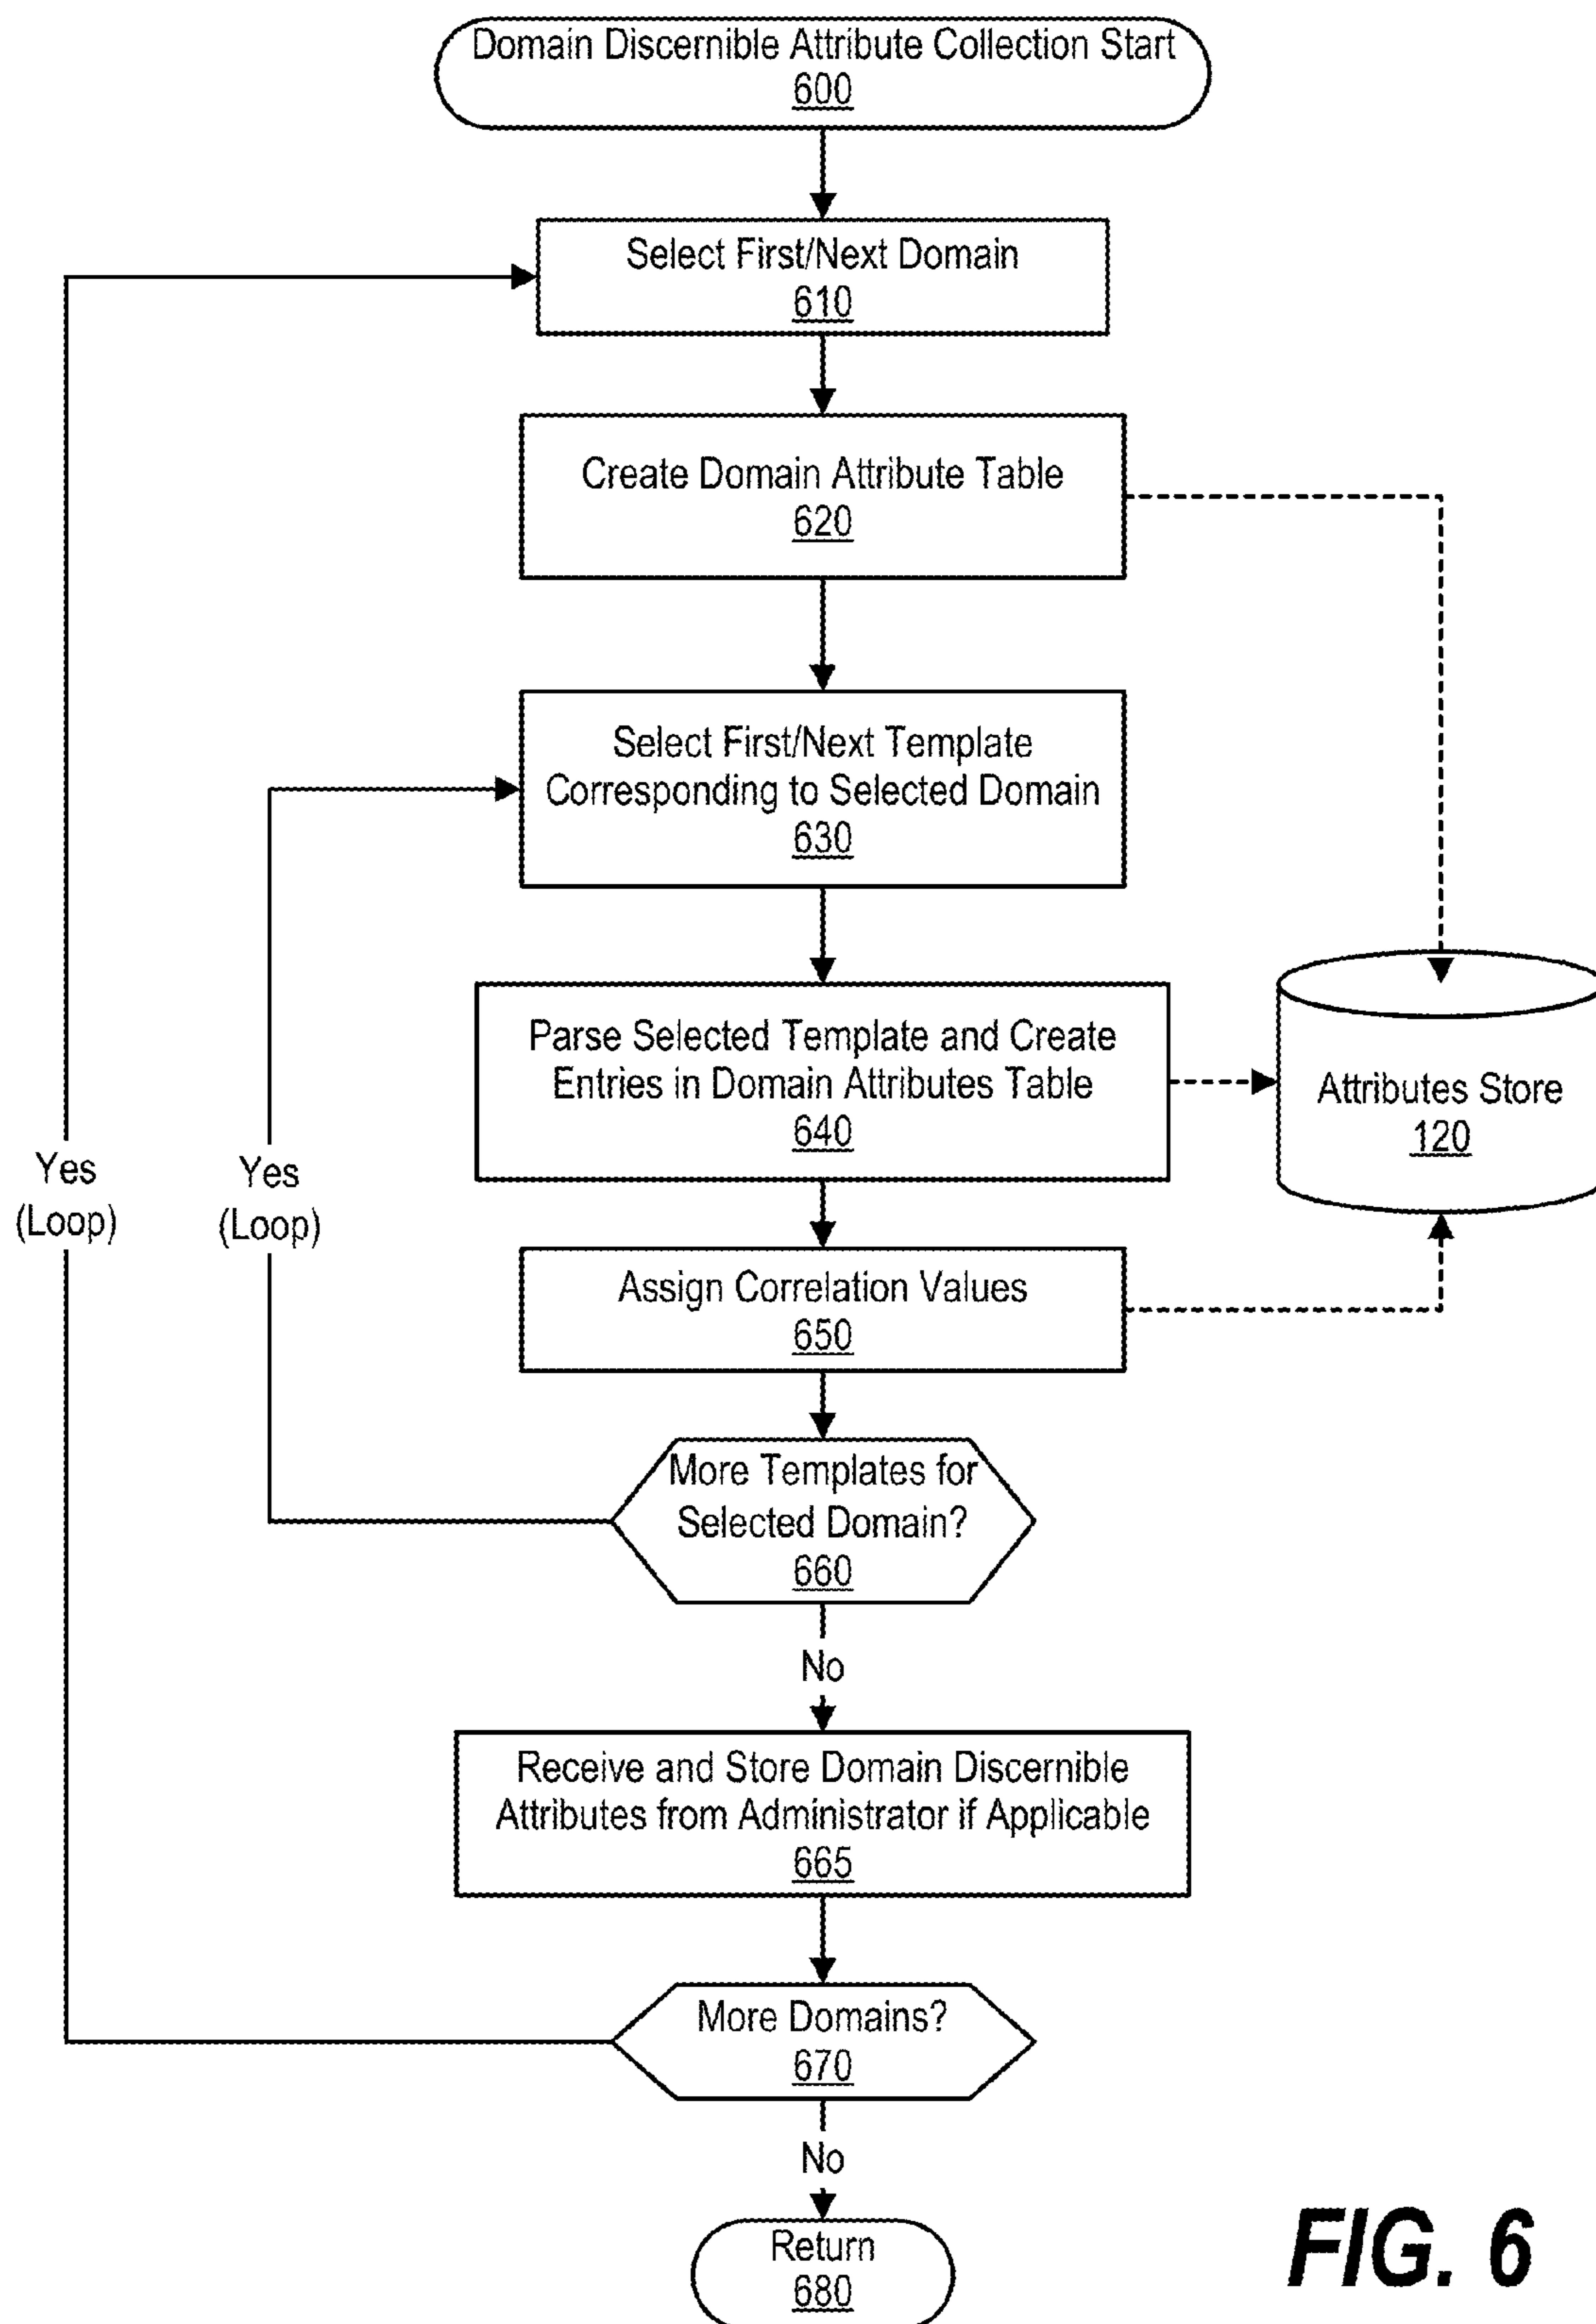 Domain Discernible Attribute Collection Start
600
Select First/Next Domain
610
Create Domain Attribute Table
620
Select First/Next Template
Corresponding to Selected Domain
630
Parse Selected Template and Create
Entries in Domain Attributes Table
640
Attributes Store
120
Yes
(Loop)
Yes
(Loop)
Assign Correlation Values
650
More Templates for
Selected Domain?
660
No
Receive and Store Domain Discernible
Attributes from Administrator if Applicable
665
More Domains?
670
No
Return
680
FIG. 6